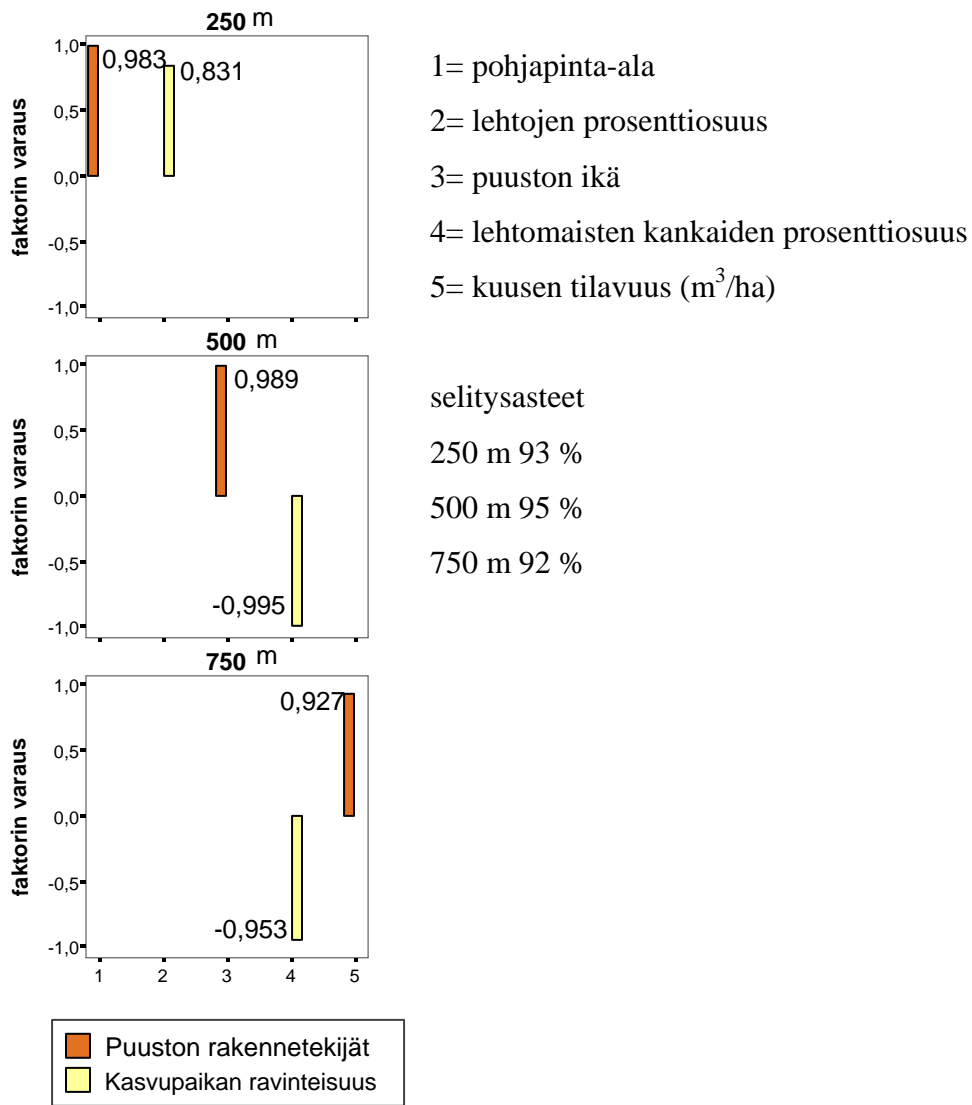 250 m
1,0
0,983
0,831
0,5
0,0
-0,5
-1,0
faktorin varaus
1= pohjapinta-ala
2= lehtojen prosenttiosuus
3= puuston ikä
4= lehtomaisten kankaiden prosenttiosuus
5= kuusen tilavuus (m³/ha)
500 m
1,0
0,989
0,5
0,0
-0,5
-0,995
-1,0
faktorin varaus
selitysasteet
250 m 93 %
500 m 95 %
750 m 92 %
750 m
1,0
0,927
0,5
0,0
-0,5
-0,953
-1,0
faktorin varaus
1 2 3 4 5
Puuston rakennetekijät
Kasvupaikan ravinteisuus